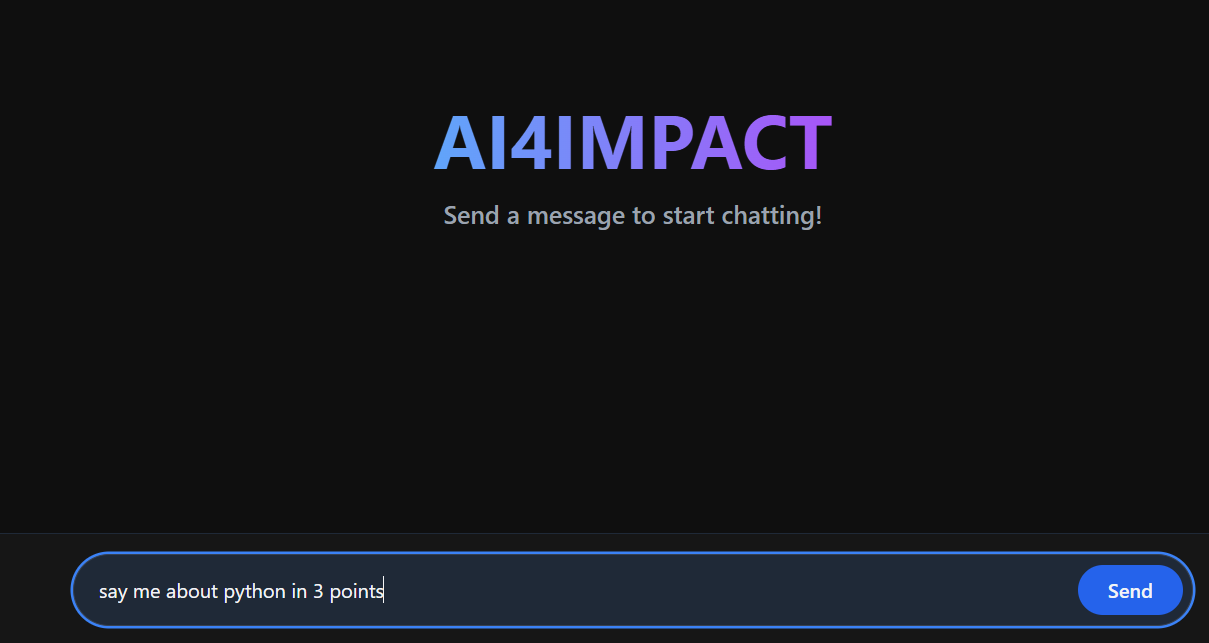 AI4IMPACT
Send a message to start chatting!
say me about python in 3 points
Send